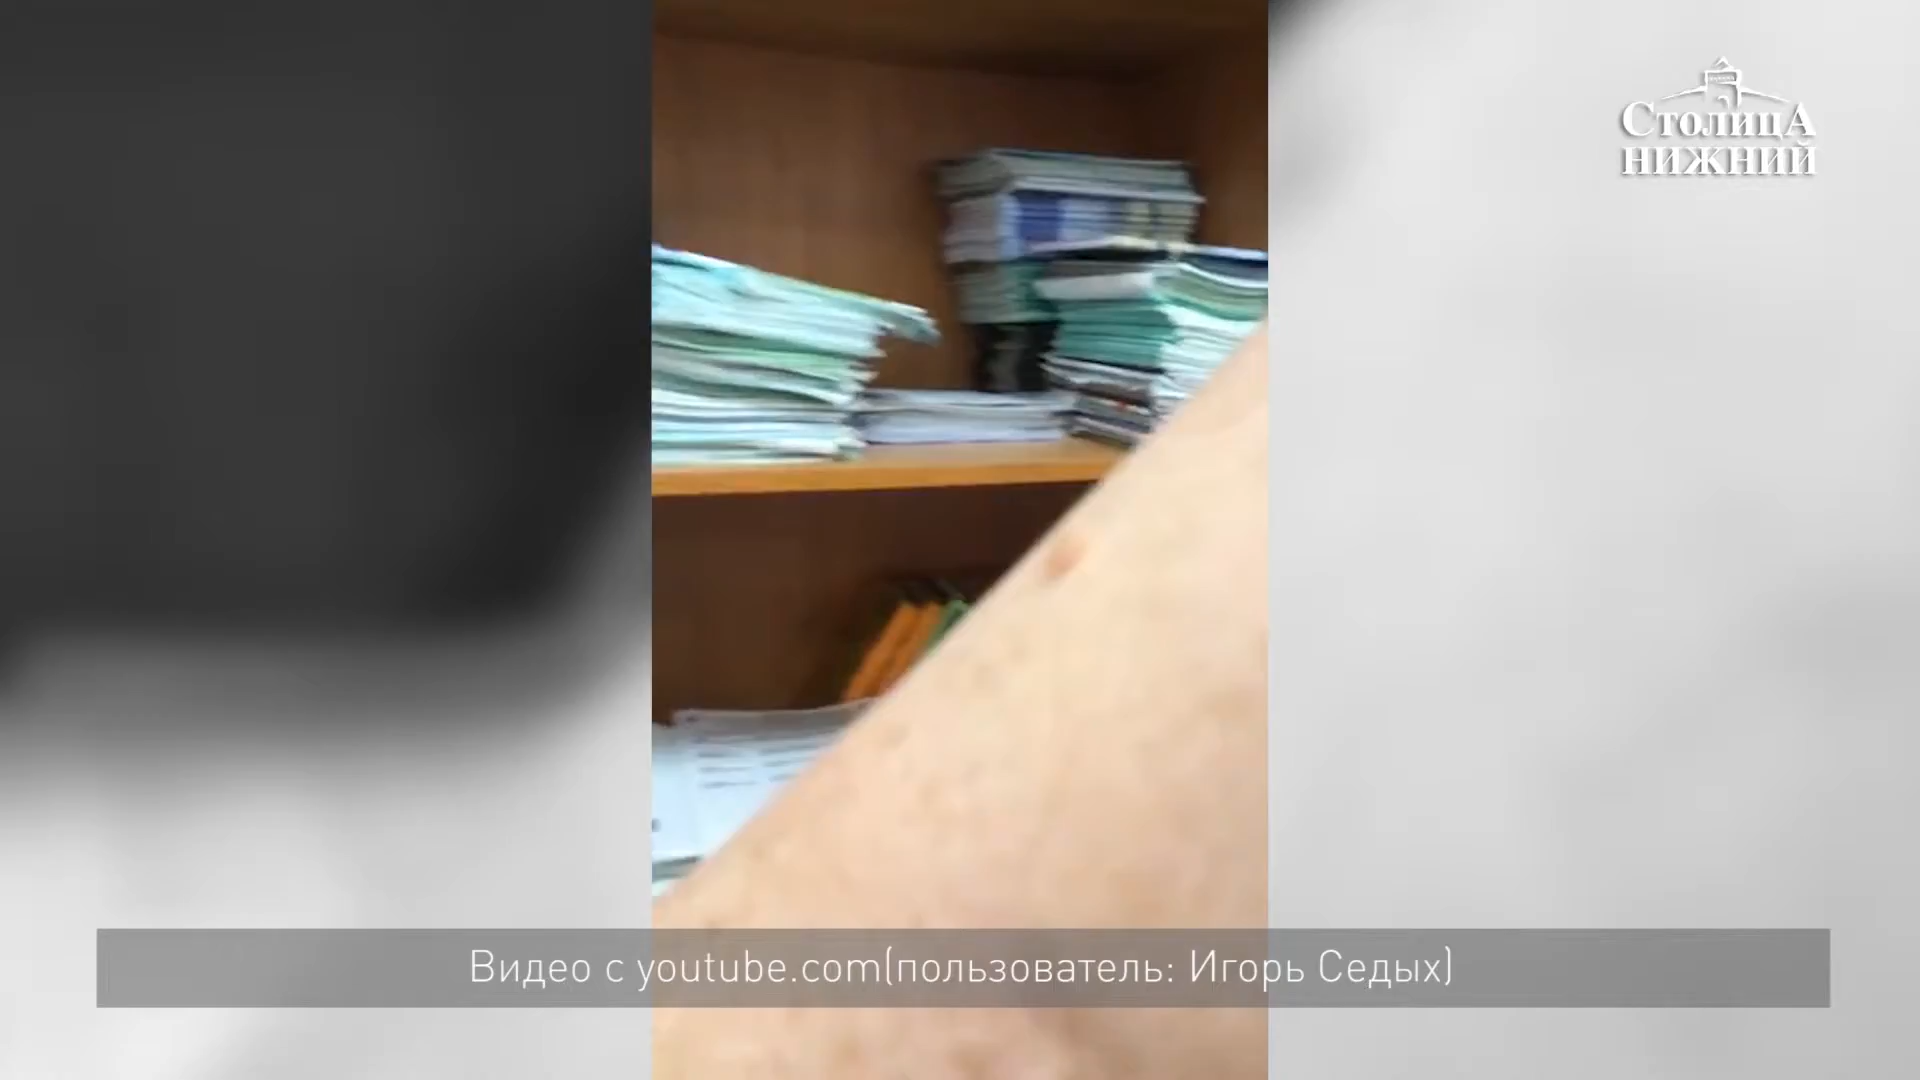 СтолицА
НИЖНИЙ
Видео с youtube.com(пользователь: Игорь Седых)